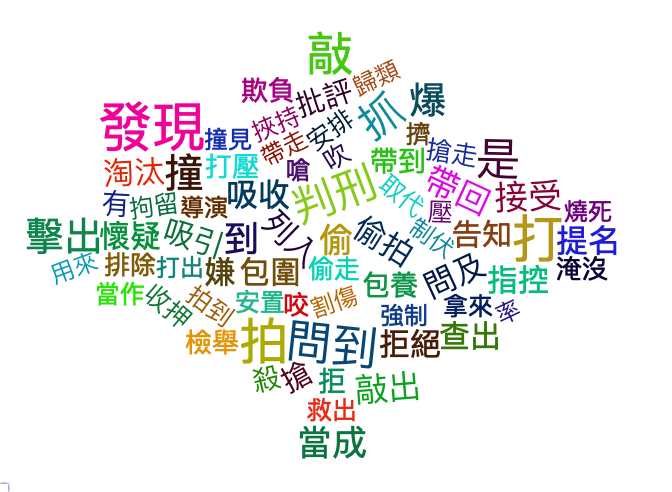 敲
欺負
批評
歸類
發現
撞見
挾持
安排
抓
爆
帶走
吹
擠
搶走
是
淘汰
撞
打壓
嗆
帶到
帶回
有
拘留
導演
吸收
判刑
取代
壓
接受
燒死
擊出
懷疑
吸引
到
列入
偷
偷拍
制伏
告知
打
提名
用來
排除
打出
嫌
包圍
偷走
包養
問及
指控
淹沒
當作
收押
拍到
安置
咬
割傷
強制
拿來
率
檢舉
拍
問到
拒絕
查出
殺
搶
拒
敲出
救出
當成